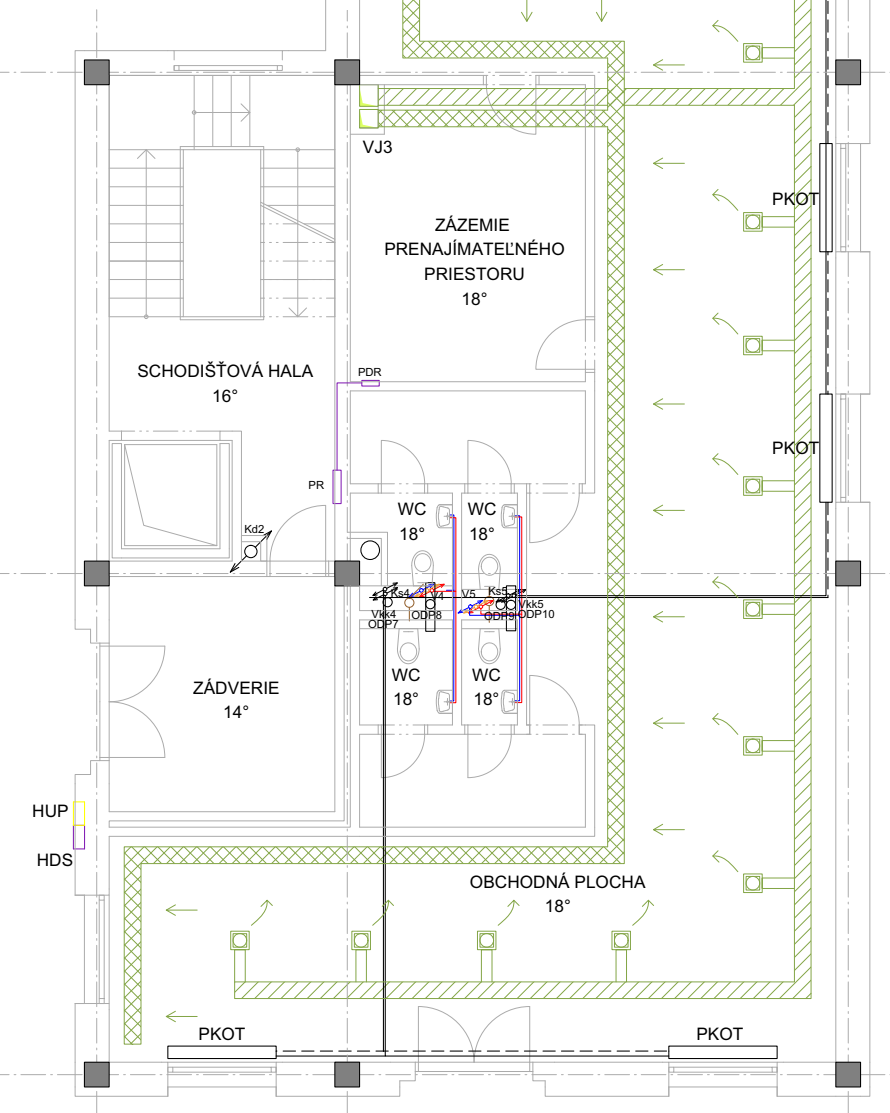 VJ3
PKOT
ZÁZEMIE
PRENAJÍMATEĽNÉHO
PRIESTORU
18°
SCHODIŠŤOVÁ HALA
16°
PDR
PKOT
PR
Kd2
WC
18°
WC
18°
Ks4
V4
V5
Ks5
Vkk4
ODP7
ODP8
ODP9
Vkk5
ODP10
WC
18°
WC
18°
ZÁDVERIE
14°
HUP
HDS
OBCHODNÁ PLOCHA
18°
PKOT
PKOT